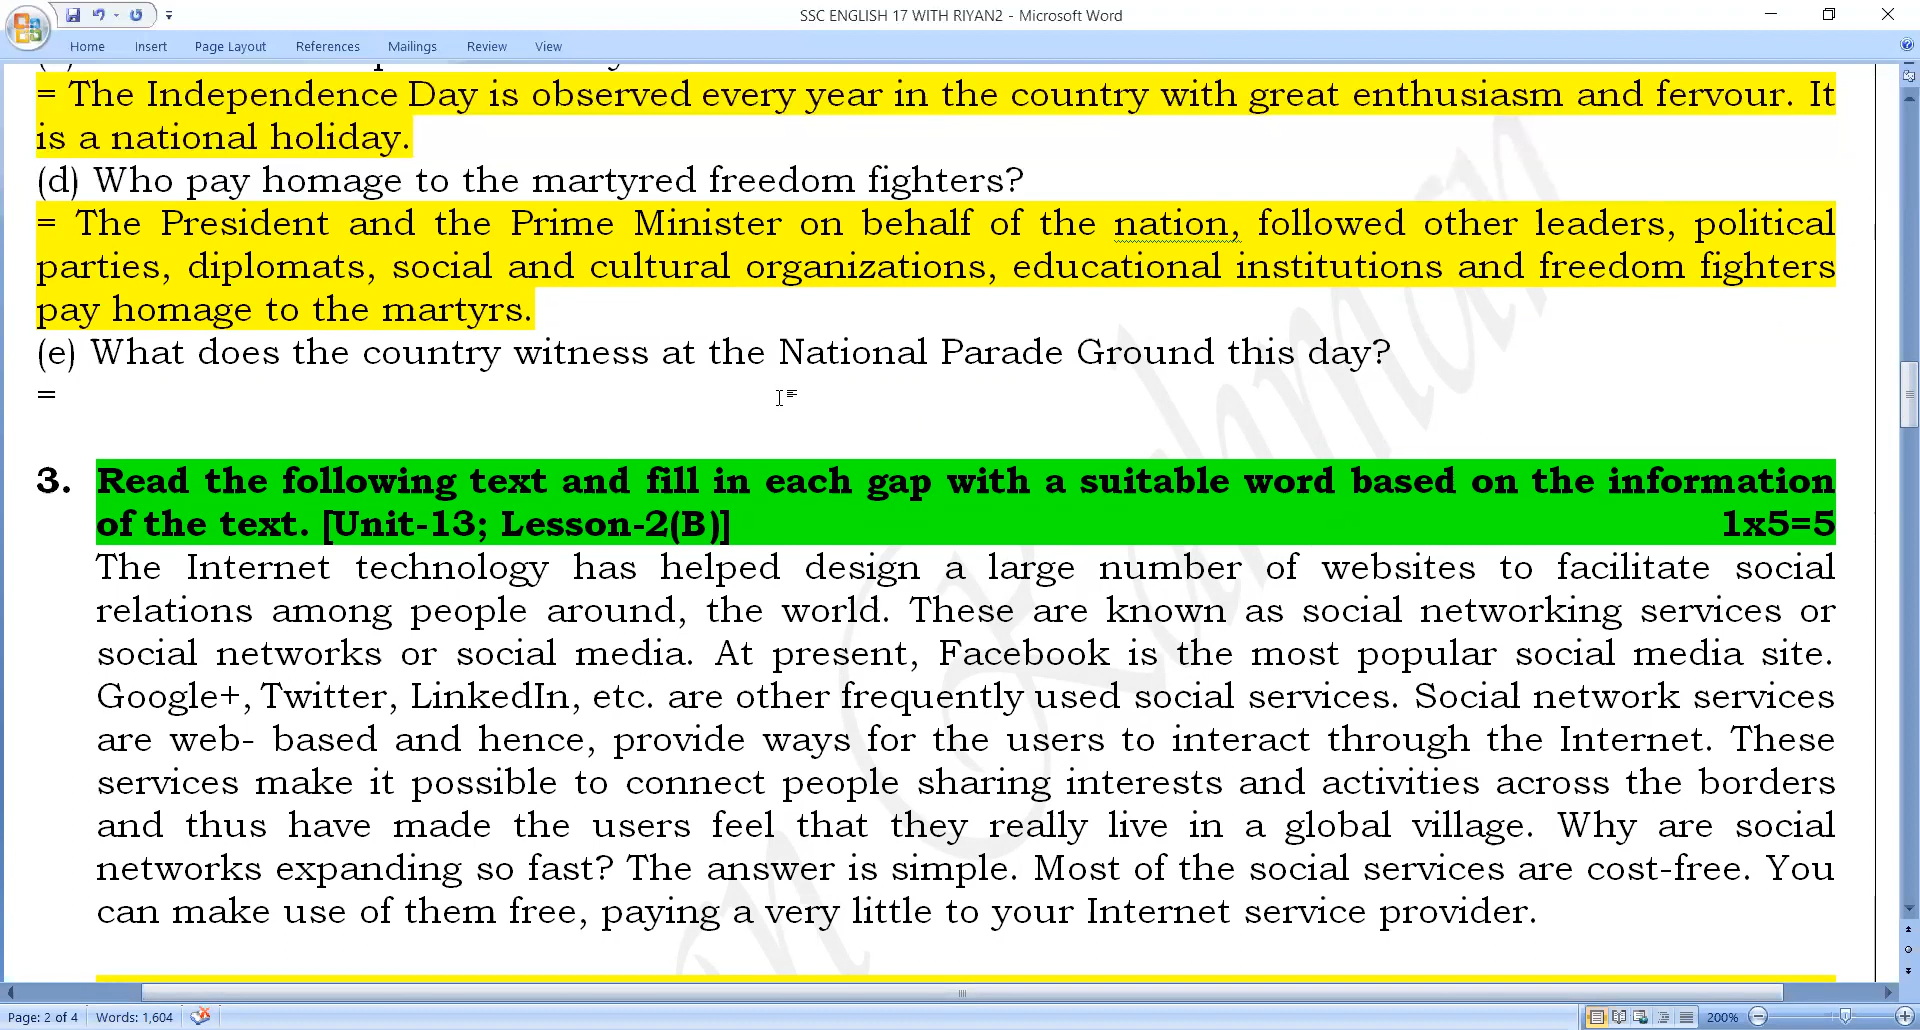 SSC ENGLISH 17 WITH RIYAN2 - Microsoft Word
Home Insert Page Layout References Mailings Review View
= The Independence Day is observed every year in the country with great enthusiasm and fervour. It
is a national holiday.
(d) Who pay homage to the martyred freedom fighters?
= The President and the Prime Minister on behalf of the nation, followed other leaders, political
parties, diplomats, social and cultural organizations, educational institutions and freedom fighters
pay homage to the martyrs.
(e) What does the country witness at the National Parade Ground this day?
=
3. Read the following text and fill in each gap with a suitable word based on the information
of the text. [Unit-13; Lesson-2(B)] 1x5=5
The Internet technology has helped design a large number of websites to facilitate social
relations among people around, the world. These are known as social networking services or
social networks or social media. At present, Facebook is the most popular social media site.
Google+, Twitter, LinkedIn, etc. are other frequently used social services. Social network services
are web- based and hence, provide ways for the users to interact through the Internet. These
services make it possible to connect people sharing interests and activities across the borders
and thus have made the users feel that they really live in a global village. Why are social
networks expanding so fast? The answer is simple. Most of the social services are cost-free. You
can make use of them free, paying a very little to your Internet service provider.
Page: 2 of 4 Words: 1,604 200%